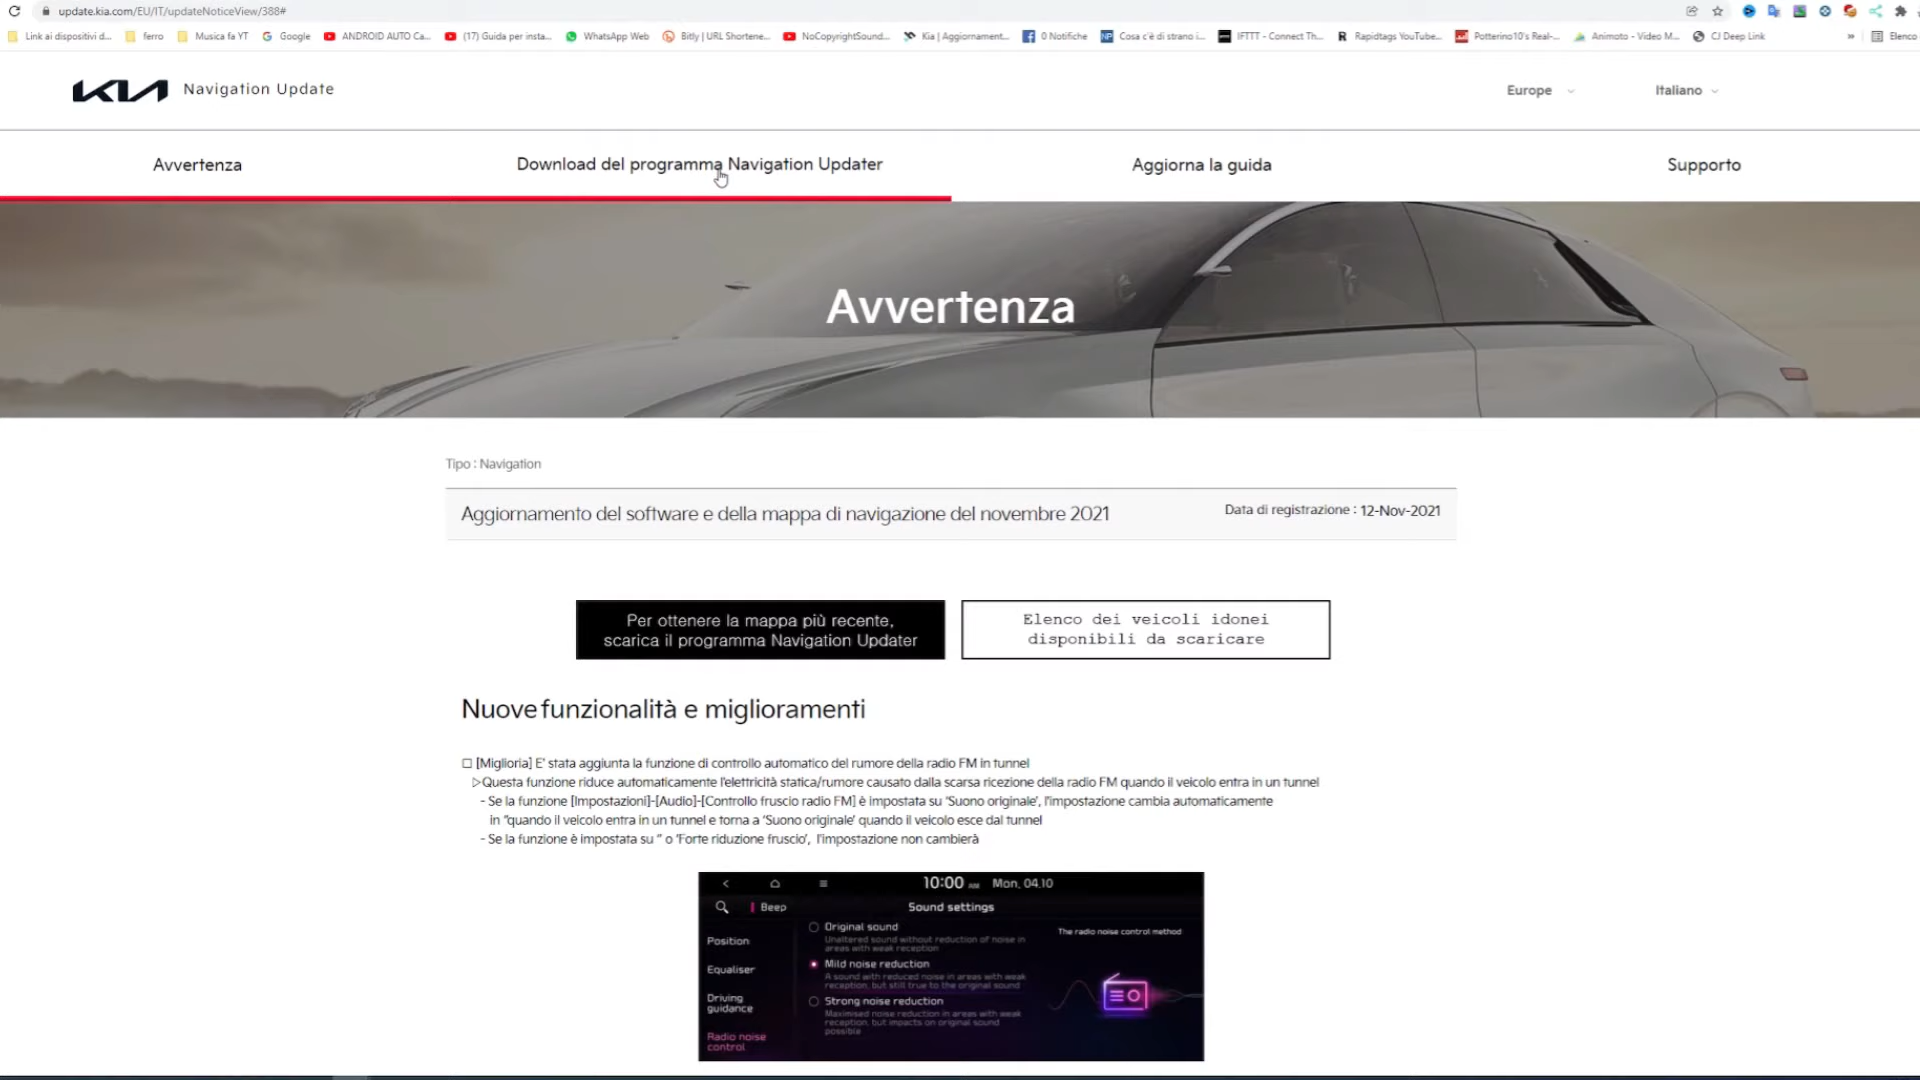 update.kia.com/EU/IT/updateNoticeView/388#
Link ai dispositivi d...
ferro
Musica fa YT
Google
ANDROID AUTO Ca...
(17) Guida per insta...
WhatsApp Web
Bitly | URL Shortene...
NoCopyrightSound...
Kia | Aggiornament...
0 Notifiche
Cosa c'è di strano i...
IFTTT - Connect Th...
Rapidtags YouTube...
Potterino10's Real-...
Animoto - Video M...
CJ Deep Link
»
Elenco
KIA Navigation Update
Europe
Italiano
Avvertenza
Download del programma Navigation Updater
Aggiorna la guida
Supporto
Avvertenza
Tipo : Navigation
Aggiornamento del software e della mappa di navigazione del novembre 2021
Data di registrazione : 12-Nov-2021
Per ottenere la mappa più recente,
scarica il programma Navigation Updater
Elenco dei veicoli idonei
disponibili da scaricare
Nuove funzionalità e miglioramenti
□ [Miglioria] E' stata aggiunta la funzione di controllo automatico del rumore della radio FM in tunnel
▷Questa funzione riduce automaticamente l'elettricità statica/rumore causato dalla scarsa ricezione della radio FM quando il veicolo entra in un tunnel
- Se la funzione [Impostazioni]-[Audio]-[Controllo fruscio radio FM] è impostata su 'Suono originale', l'impostazione cambia automaticamente
in "quando il veicolo entra in un tunnel e torna a 'Suono originale' quando il veicolo esce dal tunnel
- Se la funzione è impostata su '' o 'Forte riduzione fruscio', l'impostazione non cambierà
10:00 AM Mon, 04.10
Beep
Sound settings
Position
Equaliser
Driving
guidance
Radio noise
control
Original sound
Unaltered sound without reduction of noise in
areas with weak reception
Mild noise reduction
A sound with reduced noise in areas with weak
reception, but still true to the original sound
Strong noise reduction
Maximised noise reduction in areas with weak
reception, but impacts on original sound
possible
The radio noise control method